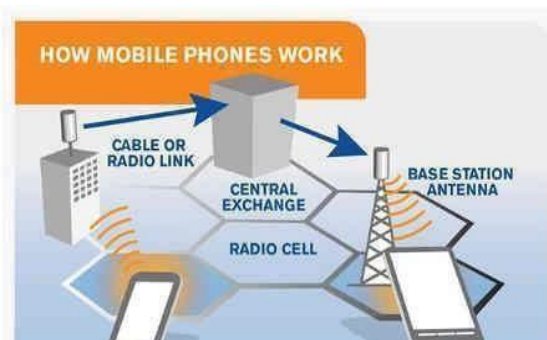 HOW MOBILE PHONES WORK
CABLE OR
RADIO LINK
CENTRAL
EXCHANGE
BASE STATION
ANTENNA
RADIO CELL